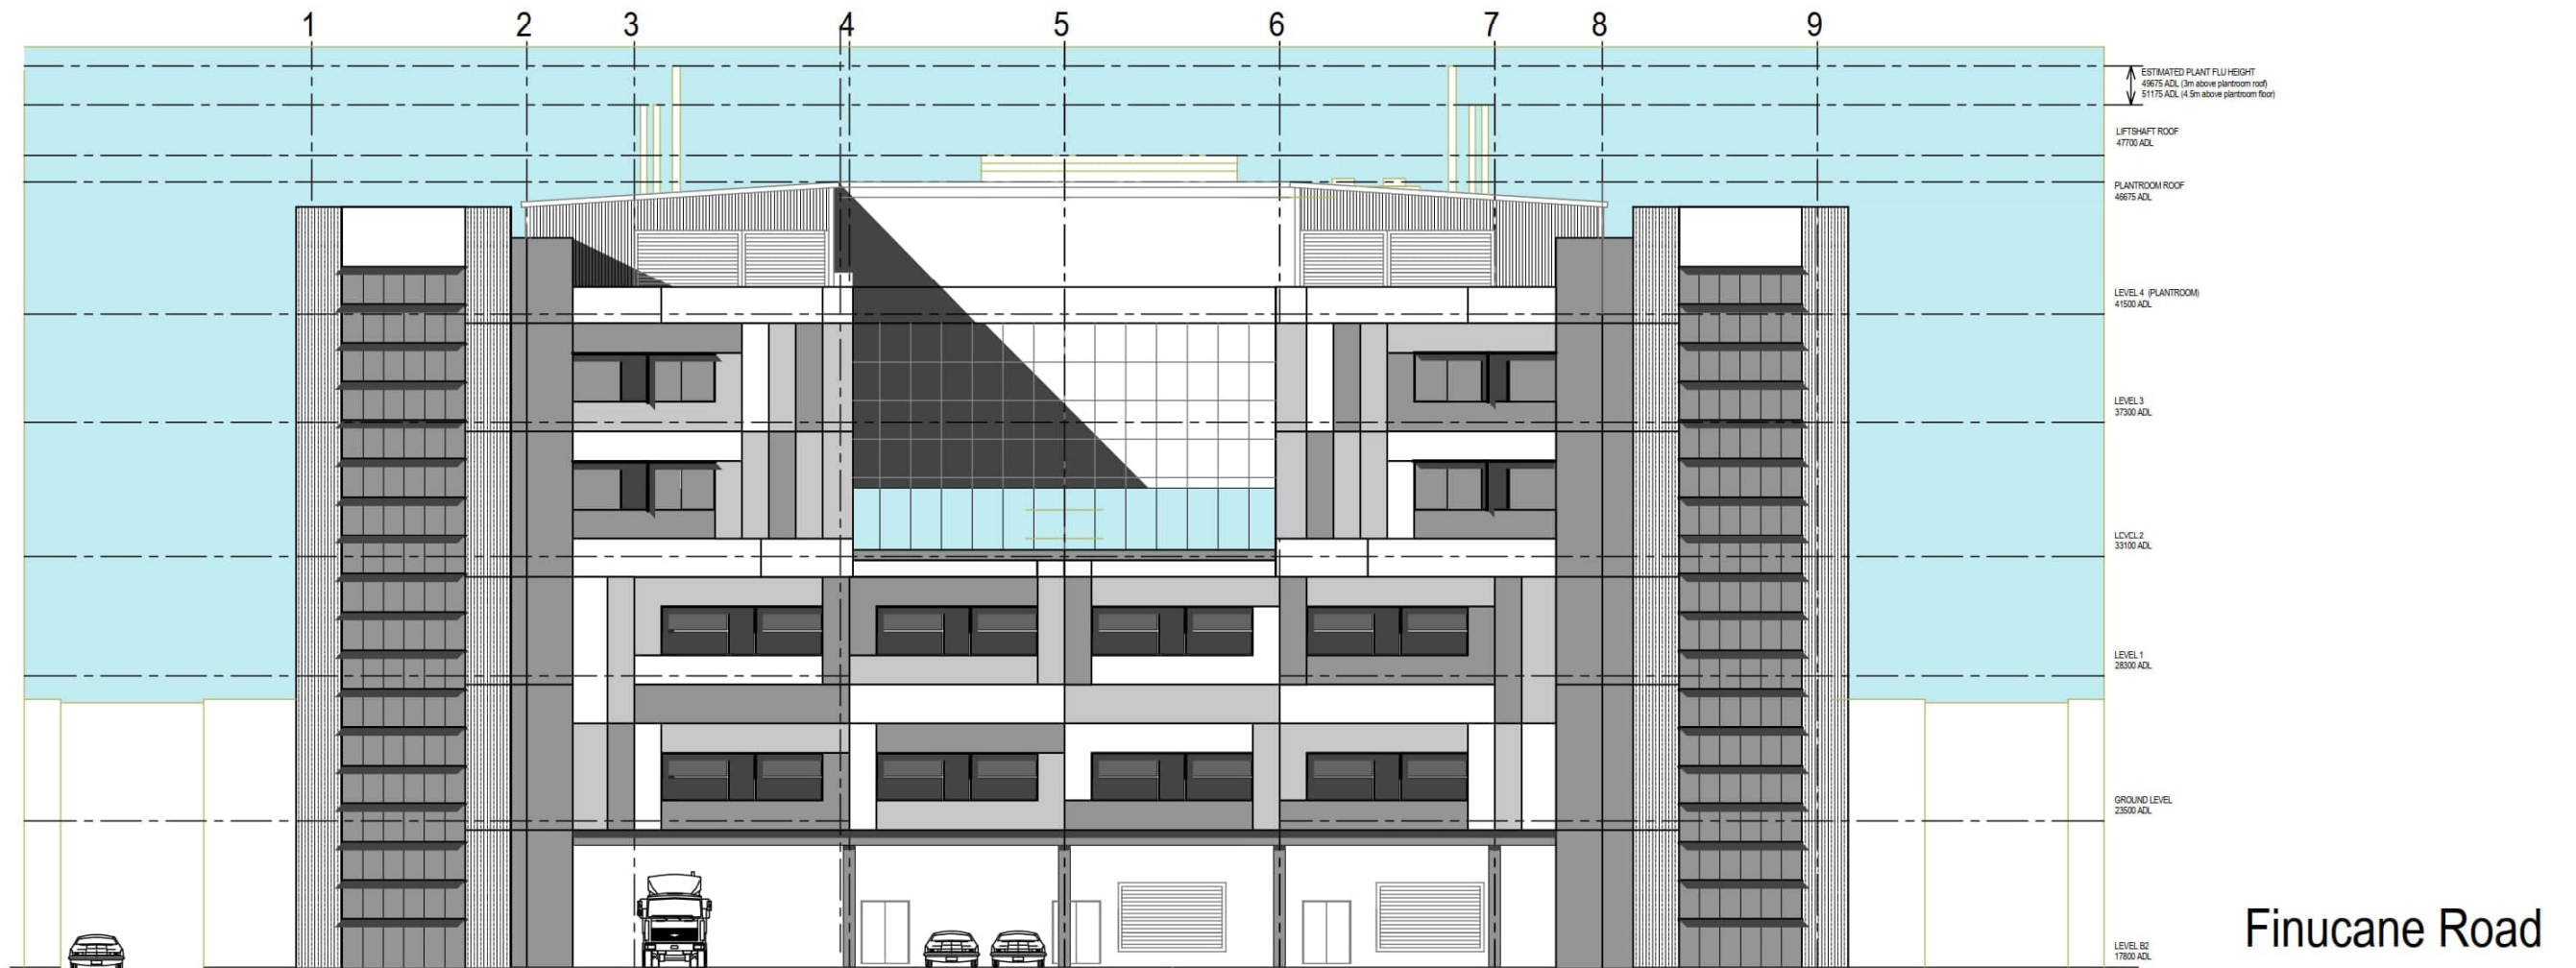 1 2 3 4 5 6 7 8 9
ESTIMATED PLANT FLU HEIGHT
49675 ADL (3m above plantroom roof)
51175 ADL (4.5m above plantroom floor)
LIFTSHAFT ROOF
47700 ADL
PLANTROOM ROOF
46675 ADL
LEVEL 4 (PLANTROOM)
41500 ADL
LEVEL 3
37300 ADL
LEVEL 2
33100 ADL
LEVEL 1
28300 ADL
GROUND LEVEL
23500 ADL
LEVEL B2
17800 ADL
Finucane Road